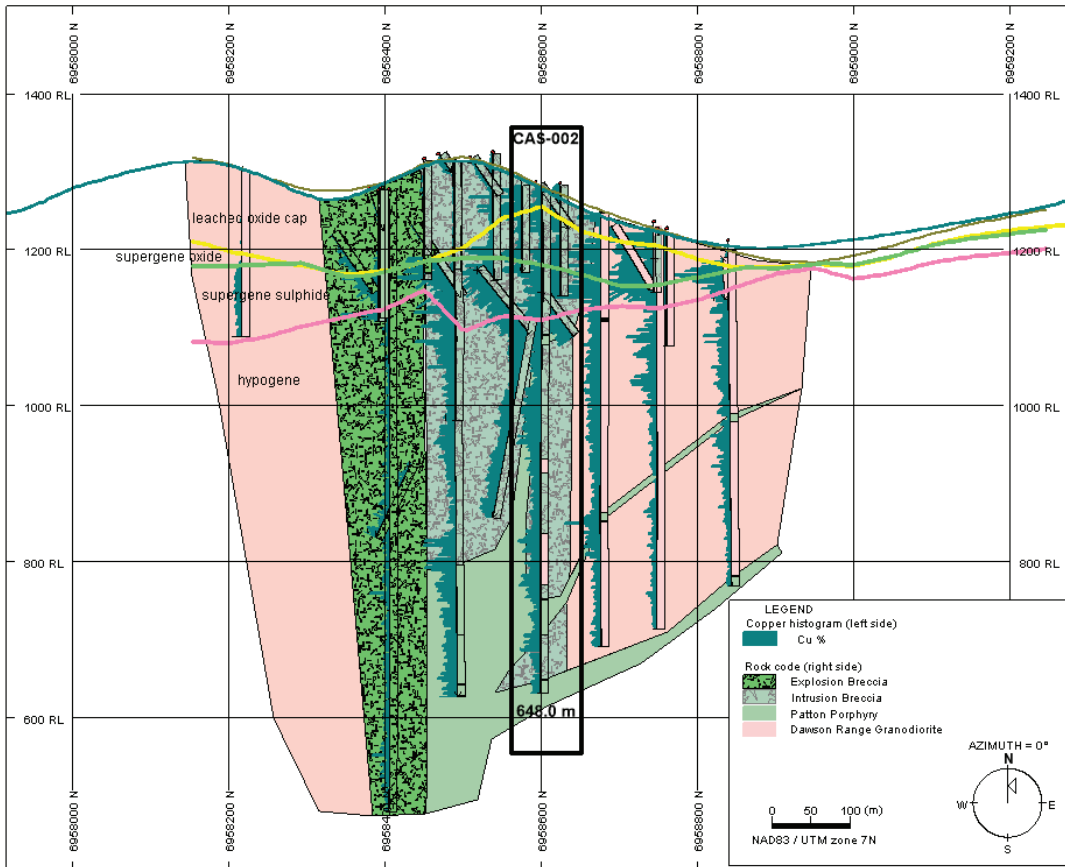 6958000 N
6958200 N
6958400 N
6958600 N
6958800 N
6959000 N
6959200 N
1400 RL
1400 RL
CAS-002
leached oxide cap
1200 RL
supergene oxide
1200 RL
supergene sulphide
hypogene
1000 RL
1000 RL
800 RL
800 RL
600 RL
648.0 m
LEGEND
Copper histogram (left side)
Cu %
Rock code (right side)
Explosion Breccia
Intrusion Breccia
Patton Porphyry
Dawson Range Granodiorite
AZIMUTH = 0°
N
W
E
S
0 50 100 (m)
NAD83 / UTM zone 7N
6958000 N
6958200 N
6958400 N
6958600 N
6958800 N